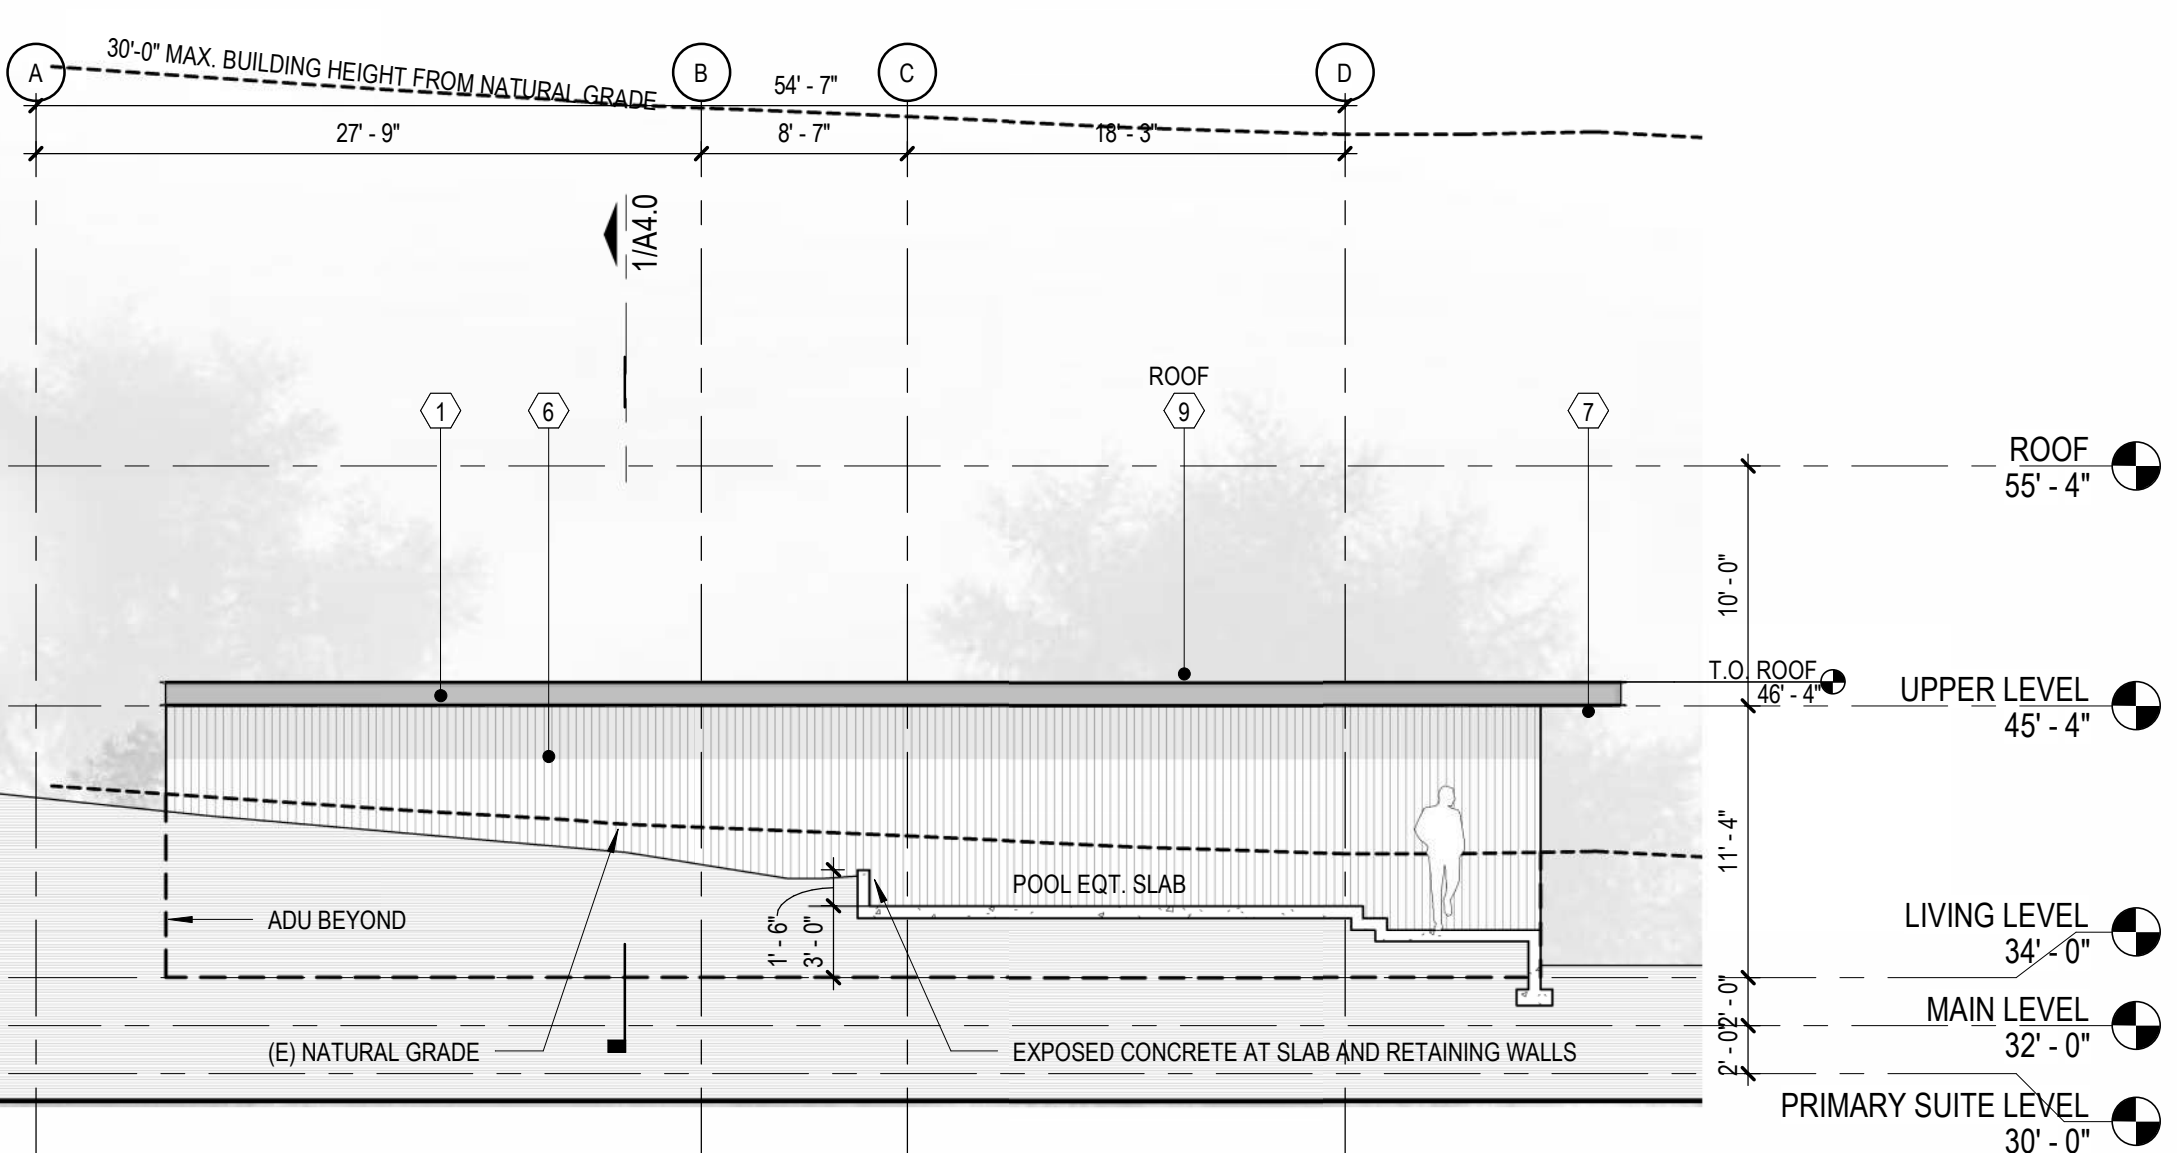 A
B
C
D
30'-0" MAX. BUILDING HEIGHT FROM NATURAL GRADE
54' - 7"
27' - 9"
8' - 7"
18' - 3"
1/A4.0
ROOF
1
6
9
7
ROOF
55' - 4"
10' - 0"
T.O. ROOF
46' - 4"
UPPER LEVEL
45' - 4"
11' - 4"
POOL EQT. SLAB
ADU BEYOND
1' - 6"
3' - 0"
LIVING LEVEL
34' - 0"
2' - 0"
MAIN LEVEL
32' - 0"
(E) NATURAL GRADE
EXPOSED CONCRETE AT SLAB AND RETAINING WALLS
2' - 0"
PRIMARY SUITE LEVEL
30' - 0"